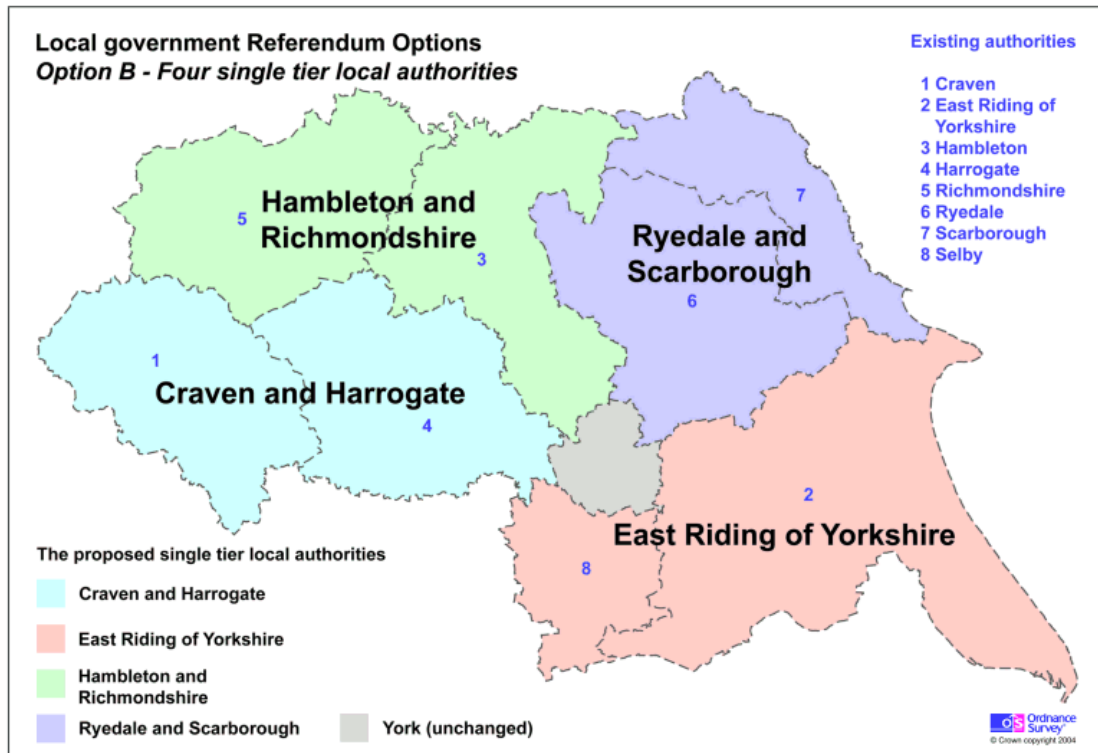 Local government Referendum Options
Option B - Four single tier local authorities
Existing authorities
1 Craven
2 East Riding of
Yorkshire
3 Hambleton
4 Harrogate
5 Richmondshire
6 Ryedale
7 Scarborough
8 Selby
Hambleton and
Richmondshire
5
3
Ryedale and
Scarborough
7
6
1
Craven and Harrogate
4
2
East Riding of Yorkshire
8
The proposed single tier local authorities
Craven and Harrogate
East Riding of Yorkshire
Hambleton and
Richmondshire
Ryedale and Scarborough
York (unchanged)
OS Ordnance
Survey®
© Crown copyright 2004